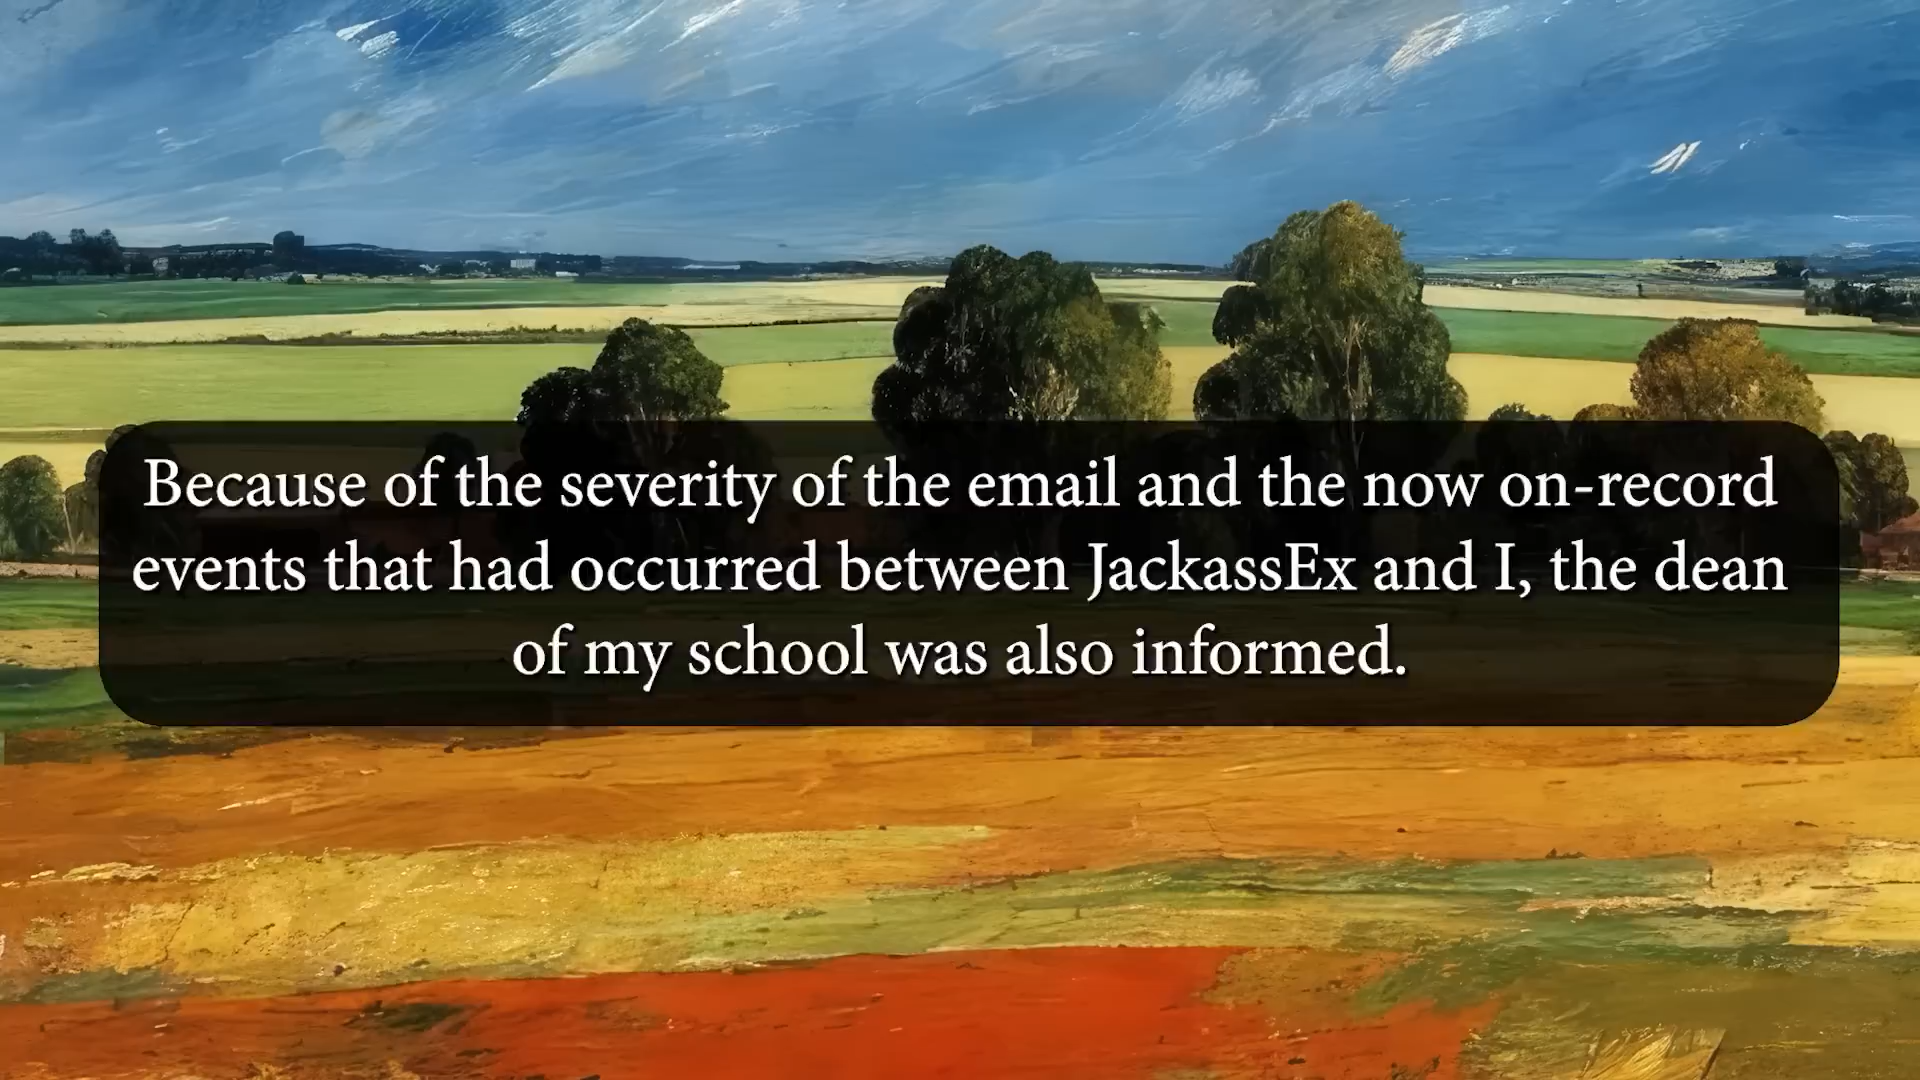 Because of the severity of the email and the now on-record
events that had occurred between JackassEx and I, the dean
of my school was also informed.